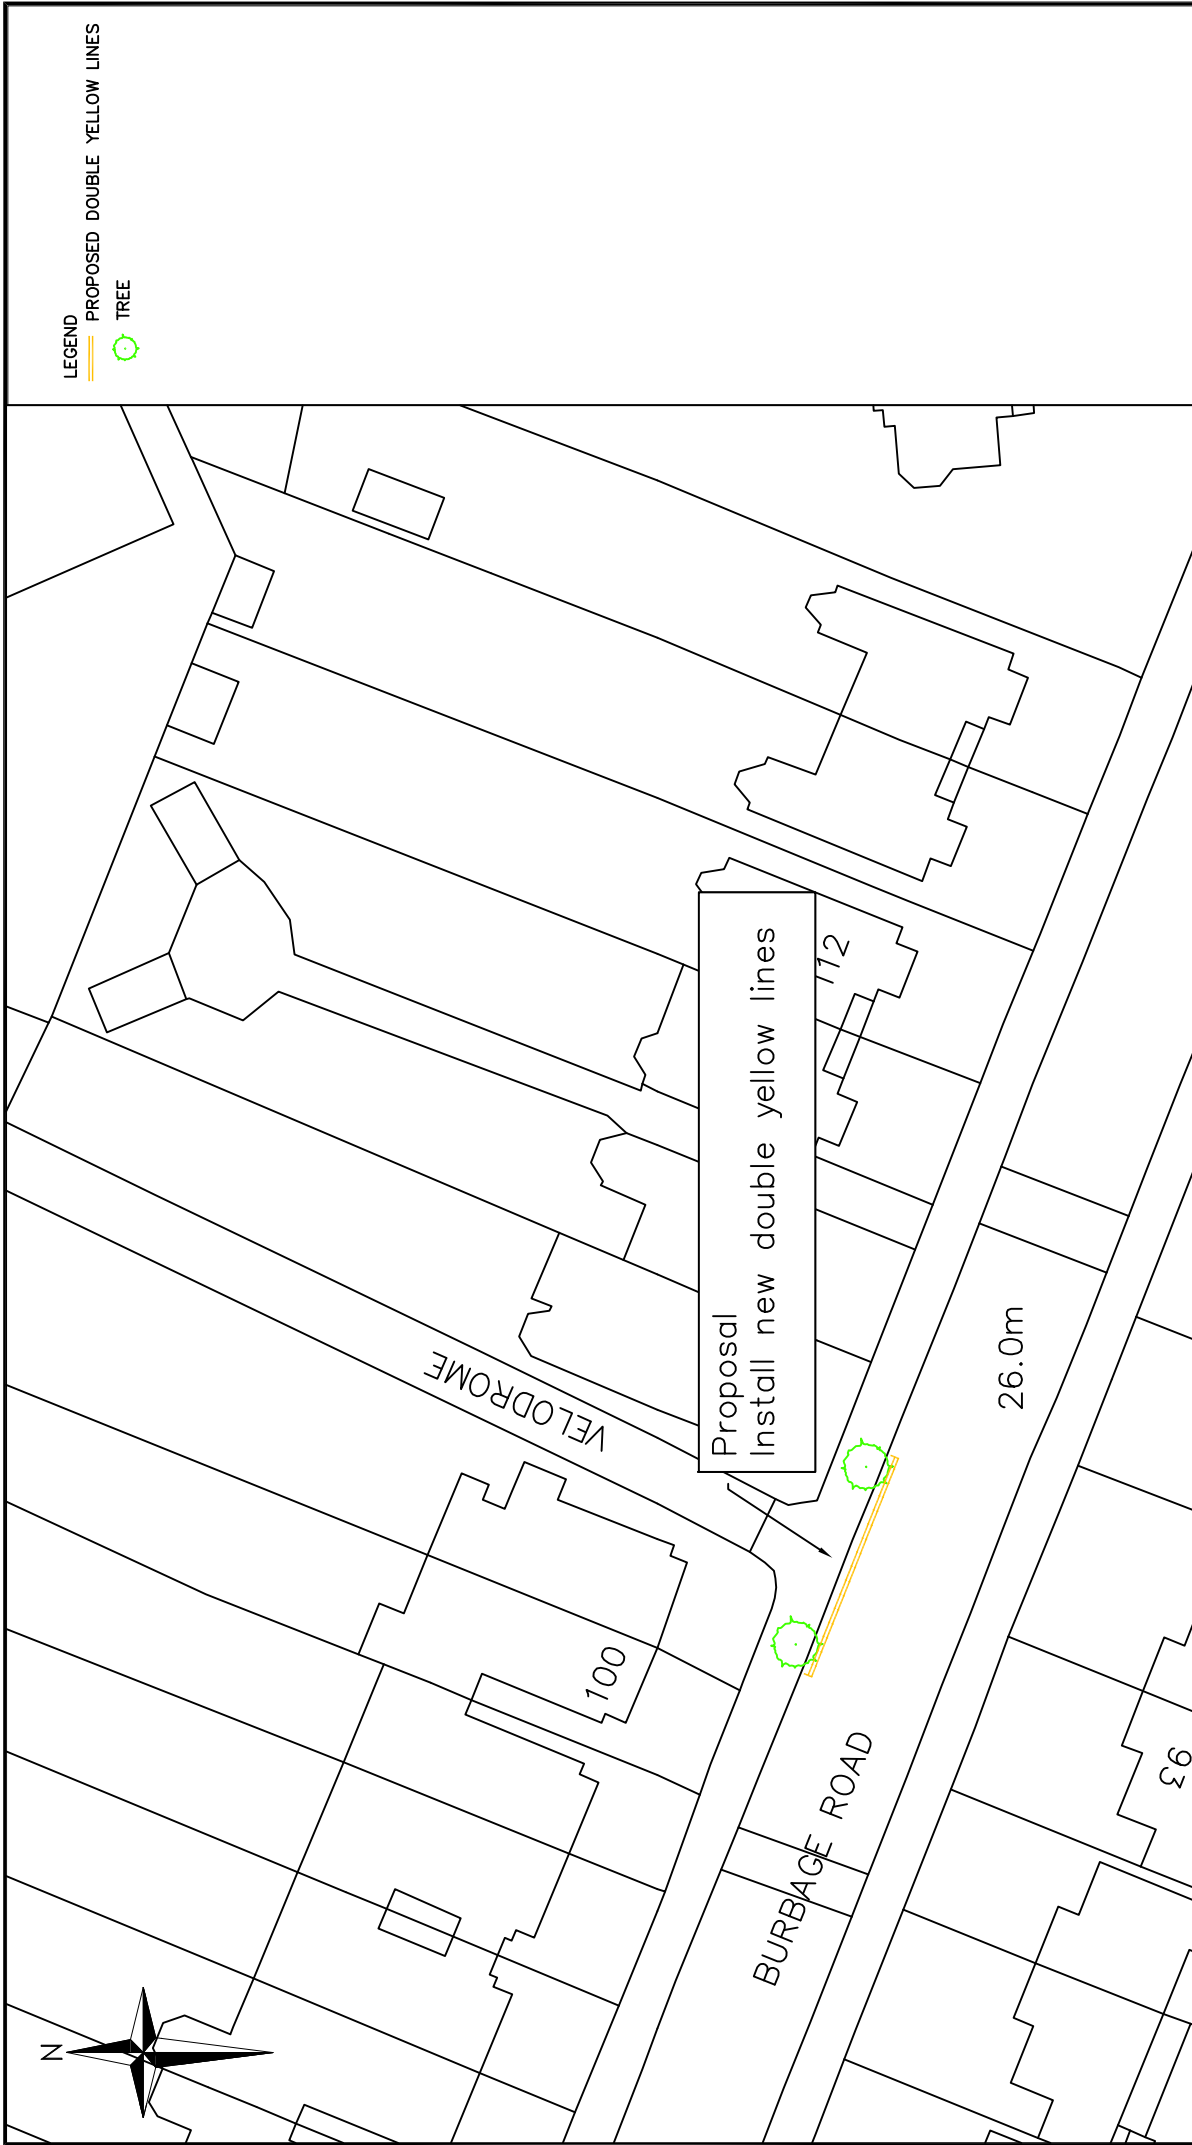 LEGEND
PROPOSED DOUBLE YELLOW LINES
TREE
N
VELODROME
Proposal
Install new double yellow lines
112
100
26.0m
BURBAGE ROAD
93